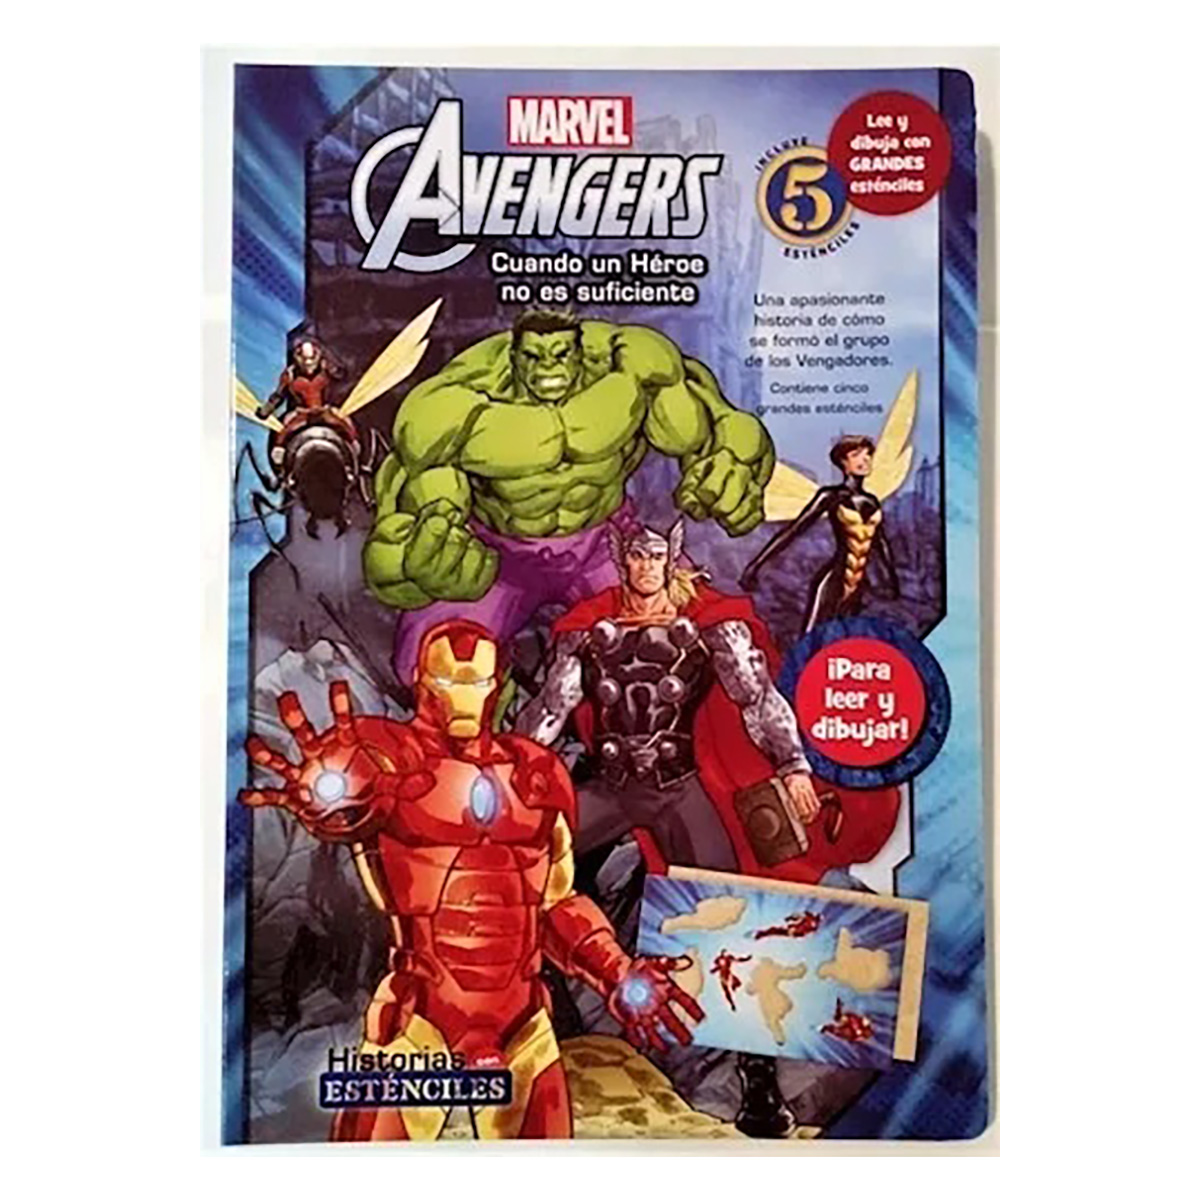 MARVEL
AVENGERS
Cuando un Héroe
no es suficiente
INCLUYE
5
ESTÉNCILES
Lee y
dibuja con
GRANDES
esténciles
Una apasionante
historia de cómo
se formó el grupo
de los Vengadores.
Contiene cinco
grandes esténciles
¡Para
leer y
dibujar!
Historias con
ESTÉNCILES